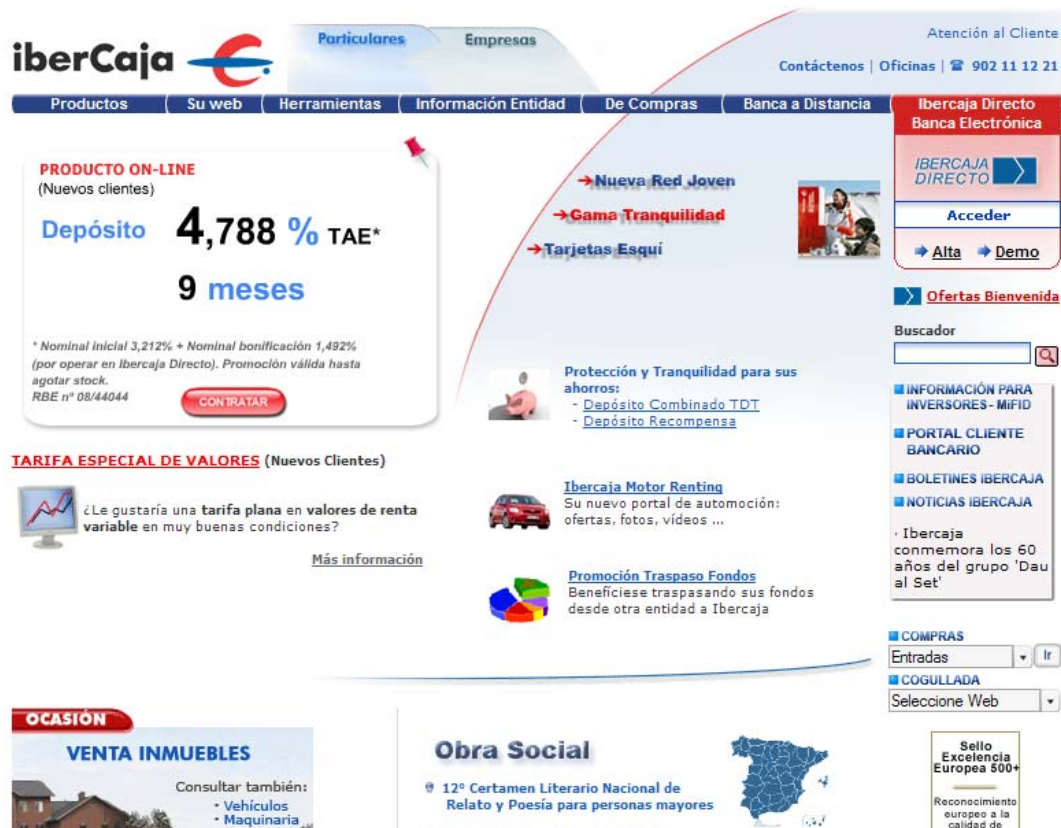 iberCaja
Particulares
Empresas
Atención al Cliente
Contáctenos | Oficinas | ☎ 902 11 12 21
Productos
Su web
Herramientas
Información Entidad
De Compras
Banca a Distancia
Ibercaja Directo
Banca Electrónica
PRODUCTO ON-LINE
(Nuevos clientes)
Depósito 4,788 % TAE*
9 meses
* Nominal inicial 3,212% + Nominal bonificación 1,492%
(por operar en Ibercaja Directo). Promoción válida hasta
agotar stock.
RBE nº 08/44044
CONTRATAR
TARIFA ESPECIAL DE VALORES (Nuevos Clientes)
¿Le gustaría una tarifa plana en valores de renta
variable en muy buenas condiciones?
Más información
Nueva Red Joven
Gama Tranquilidad
Tarjetas Esquí
Protección y Tranquilidad para sus
ahorros:
- Depósito Combinado TDT
- Depósito Recompensa
Ibercaja Motor Renting
Su nuevo portal de automoción:
ofertas, fotos, vídeos ...
Promoción Traspaso Fondos
Benefíciese traspasando sus fondos
desde otra entidad a Ibercaja
IBERCAJA
DIRECTO
Acceder
Alta
Demo
Ofertas Bienvenida
Buscador
INFORMACIÓN PARA
INVERSORES - MiFID
PORTAL CLIENTE
BANCARIO
BOLETINES IBERCAJA
NOTICIAS IBERCAJA
· Ibercaja
conmemora los 60
años del grupo 'Dau
al Set'
COMPRAS
Entradas
Ir
COGULLADA
Seleccione Web
OCASIÓN
VENTA INMUEBLES
Consultar también:
· Vehículos
· Maquinaria
Obra Social
12º Certamen Literario Nacional de
Relato y Poesía para personas mayores
Sello
Excelencia
Europea 500+
Reconocimiento
europeo a la
calidad de